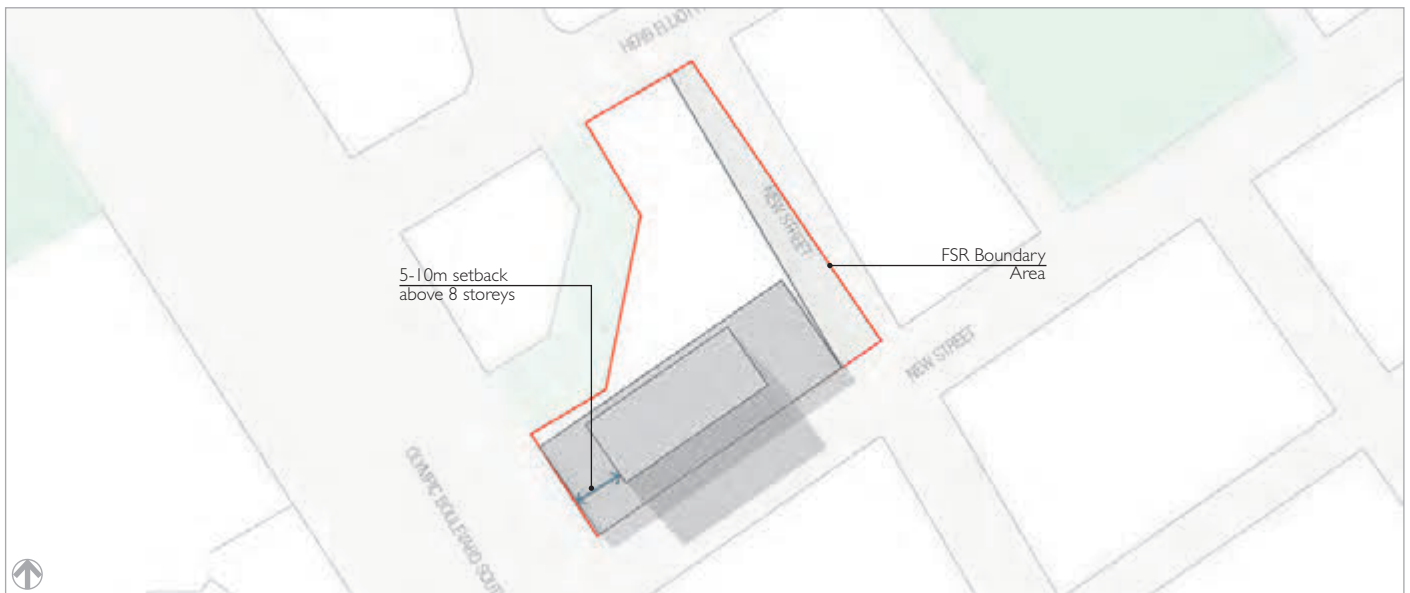 HERB ELLIOTT
NEW STREET
FSR Boundary
Area
5-10m setback
above 8 storeys
NEW STREET
OLYMPIC BOULEVARD SOUTH